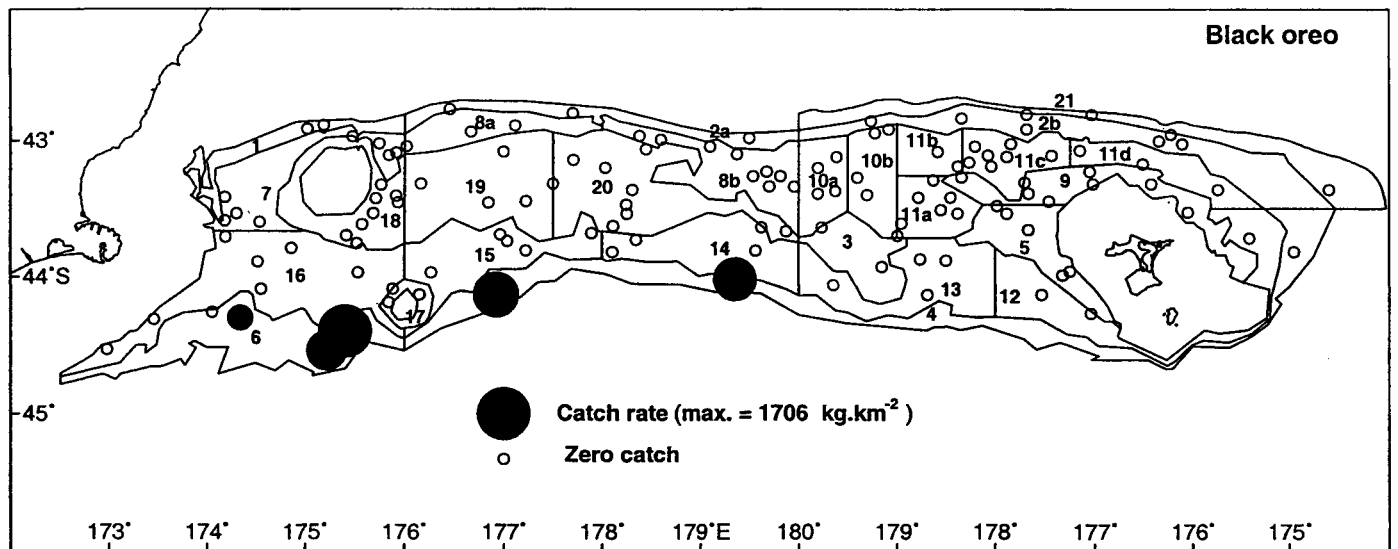 Black oreo
21
43°
1
8a
2a
2b
11b
10b
11c
11d
7
19
20
8b
10a
9
18
11a
16
15
14
3
5
44°S
17
13
12
6
4
45°
Catch rate (max. = 1706 kg.km⁻²)
Zero catch
173° 174° 175° 176° 177° 178° 179°E 180° 179° 178° 177° 176° 175°